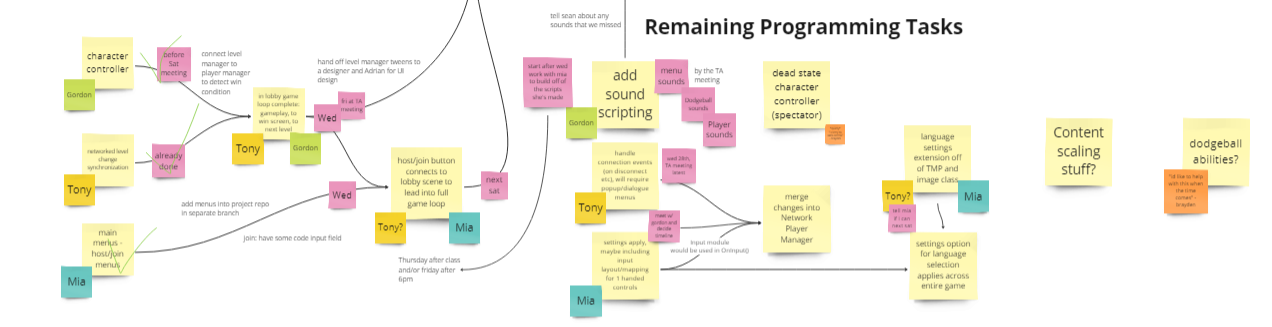 tell sean about any
sounds that we missed
Remaining Programming Tasks
character
controller
Gordon
before
Sat
meeting
connect level
manager to
player manager
to detect win
condition
hand off level manager tweens to
a designer and Adrian for UI
design
in lobby game
loop complete:
gameplay, to
win screen, to
next level
Tony
Gordon
Wed
fri at TA
meeting
networked level
change
synchronization
Tony
already
done
main
menus -
host/join
menus
Mia
add menus into project repo
in separate branch
join: have some code input field
Wed
host/join button
connects to
lobby scene to
lead into full
game loop
Tony?
Mia
next
sat
Thursday after class
and/or friday after
6pm
start after wed
work with mia
to build off of
the scripts
she's made
add
sound
scripting
Gordon
menu
sounds
by the TA
meeting
Dodgeball
sounds
Player
sounds
handle
connection events
(on disconnect
etc), will require
popup/dialogue
menus
Tony
wed 29th,
TA meeting
latest
meet w/
gordon and
decide
timeline
settings apply,
maybe including
input
layout/mapping
for 1 handed
controls
Mia
Input module
would be used in OnInput()
merge
changes into
Network
Player
Manager
dead state
character
controller
(spectator)
language
settings
extension off
of TMP and
image class
Tony?
Mia
tell mia
if i can
next sat
settings option
for language
selection
applies across
entire game
Content
scaling
stuff?
dodgeball
abilities?
"id like to help
with this when
the time
comes" -
brayden